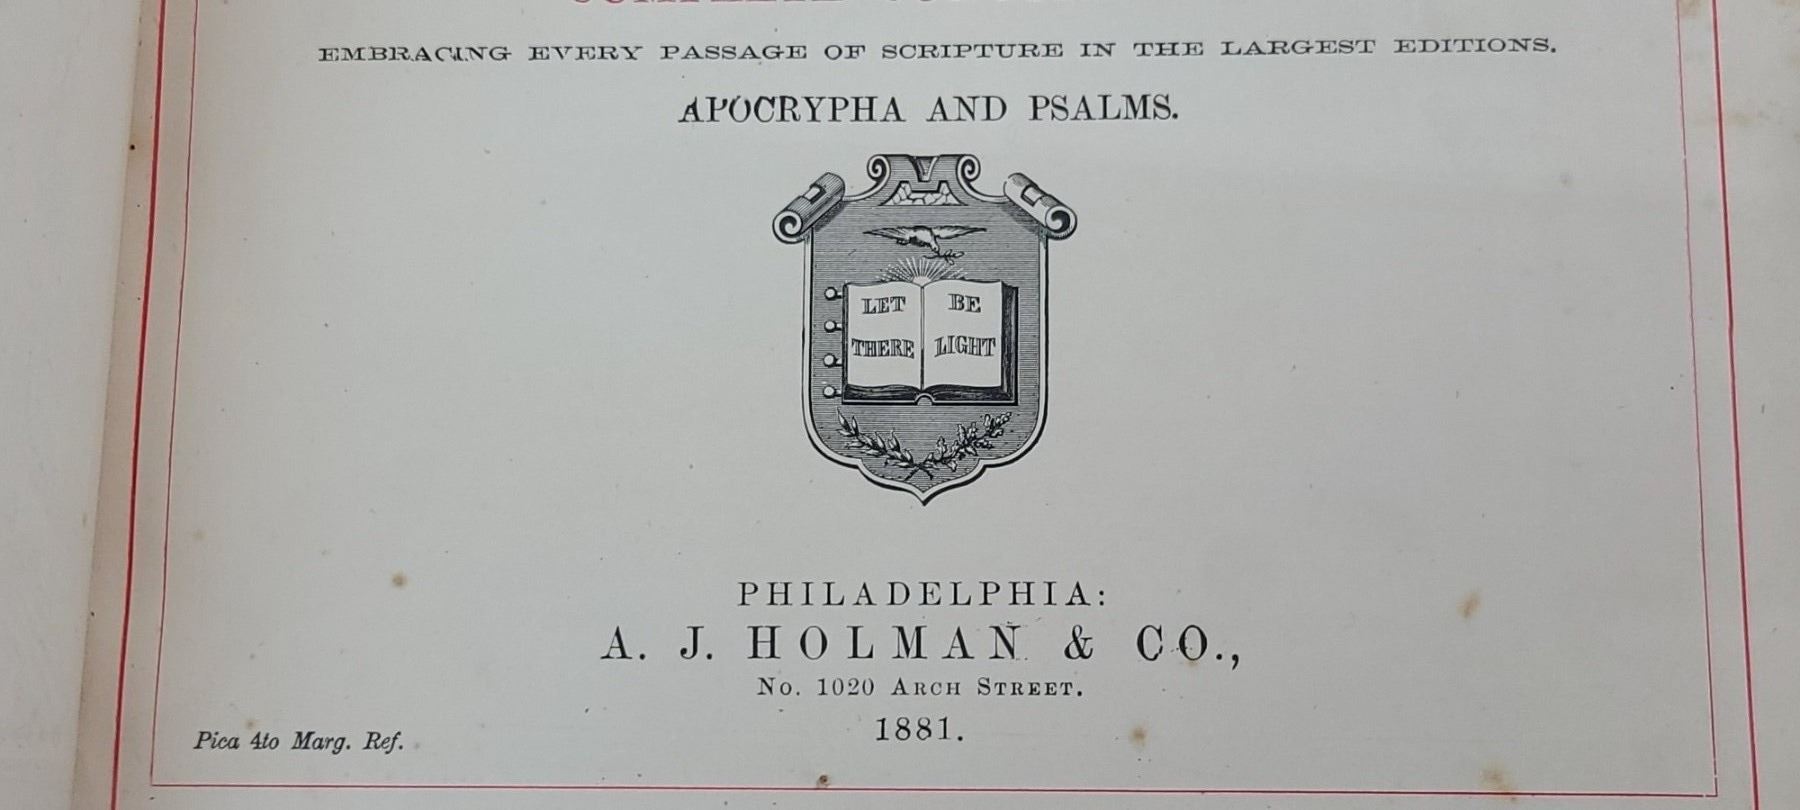 EMBRACING EVERY PASSAGE OF SCRIPTURE IN THE LARGEST EDITIONS.
APOCRYPHA AND PSALMS.
LET BE
THERE LIGHT
PHILADELPHIA:
A. J. HOLMAN & CO.,
No. 1020 ARCH STREET.
1881.
Pica 4to Marg. Ref.